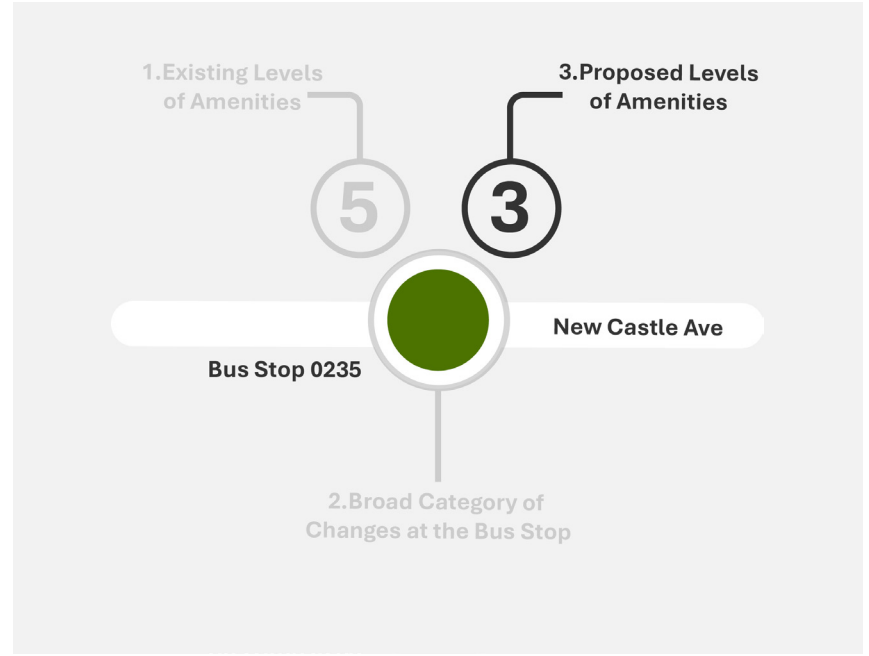 1.Existing Levels
of Amenities
3.Proposed Levels
of Amenities
5
3
New Castle Ave
Bus Stop 0235
2.Broad Category of
Changes at the Bus Stop